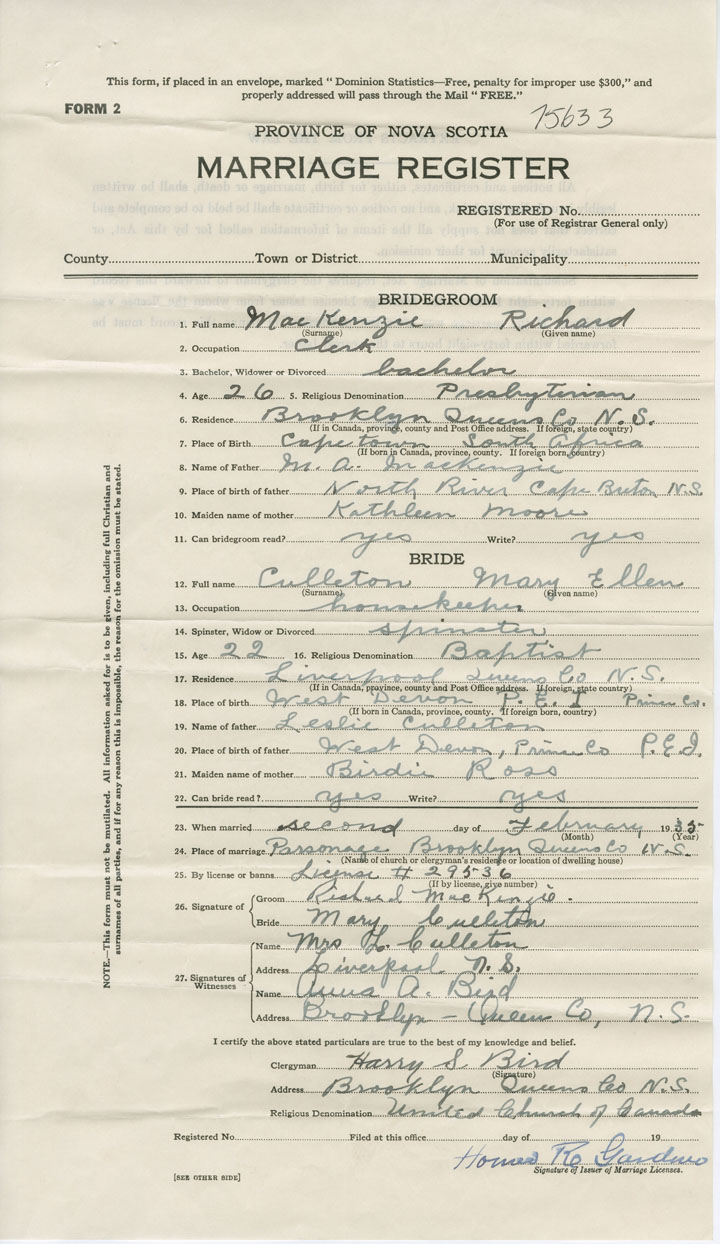 This form, if placed in an envelope, marked "Dominion Statistics—Free, penalty for improper use $300," and
properly addressed will pass through the Mail "FREE."
FORM 2
75633
PROVINCE OF NOVA SCOTIA
MARRIAGE REGISTER
REGISTERED No.
(For use of Registrar General only)
County Town or District Municipality
BRIDEGROOM
1. Full name MacKenzie Richard
(Surname) (Given name)
2. Occupation Clerk
3. Bachelor, Widower or Divorced bachelor
4. Age 26 5. Religious Denomination Presbyterian
6. Residence Brooklyn Queens Co N.S.
(If in Canada, province, county and Post Office address. If foreign, state country)
7. Place of Birth Capetown South Africa
(If born in Canada, province, county. If foreign born, country)
8. Name of Father M. A. Mackenzie
9. Place of birth of father North River Cape Breton N.S.
10. Maiden name of mother Kathleen Moore
11. Can bridegroom read? yes Write? yes
BRIDE
12. Full name Culleton Mary Ellen
(Surname) (Given name)
13. Occupation housekeeper
14. Spinster, Widow or Divorced spinster
15. Age 22 16. Religious Denomination Baptist
17. Residence Liverpool Queens Co N.S.
(If in Canada, province, county and Post Office address. If foreign, state country)
18. Place of birth West Devon P.E.I Prince Co.
(If born in Canada, province, county. If foreign born, country)
19. Name of father Leslie Culleton
20. Place of birth of father West Devon, Prince Co P.E.I.
21. Maiden name of mother Birdie Ross
22. Can bride read? yes Write? yes
23. When married second day of February 1935
(Month) (Year)
24. Place of marriage Parsonage Brooklyn Queens Co N.S.
(Name of church or clergyman's residence or location of dwelling house)
25. By license or banns License # 29536
(If by license, give number)
26. Signature of
Groom Richard MacKenzie.
Bride Mary Culleton
27. Signatures of Witnesses
Name Mrs L. Culleton
Address Liverpool N.S.
Name Anna A. Bird
Address Brooklyn - Queens Co, N.S.
I certify the above stated particulars are true to the best of my knowledge and belief.
Clergyman Harry S. Bird
(Signature)
Address Brooklyn Queens Co N.S.
Religious Denomination United Church of Canada
Registered No. Filed at this office day of 19
Homer R Gardner
Signature of Issuer of Marriage Licenses.
[SEE OTHER SIDE]
NOTE.—This form must not be mutilated. All information asked for is to be given, including full Christian and
surnames of all parties, and if for any reason this is impossible, the reason for the omission must be stated.